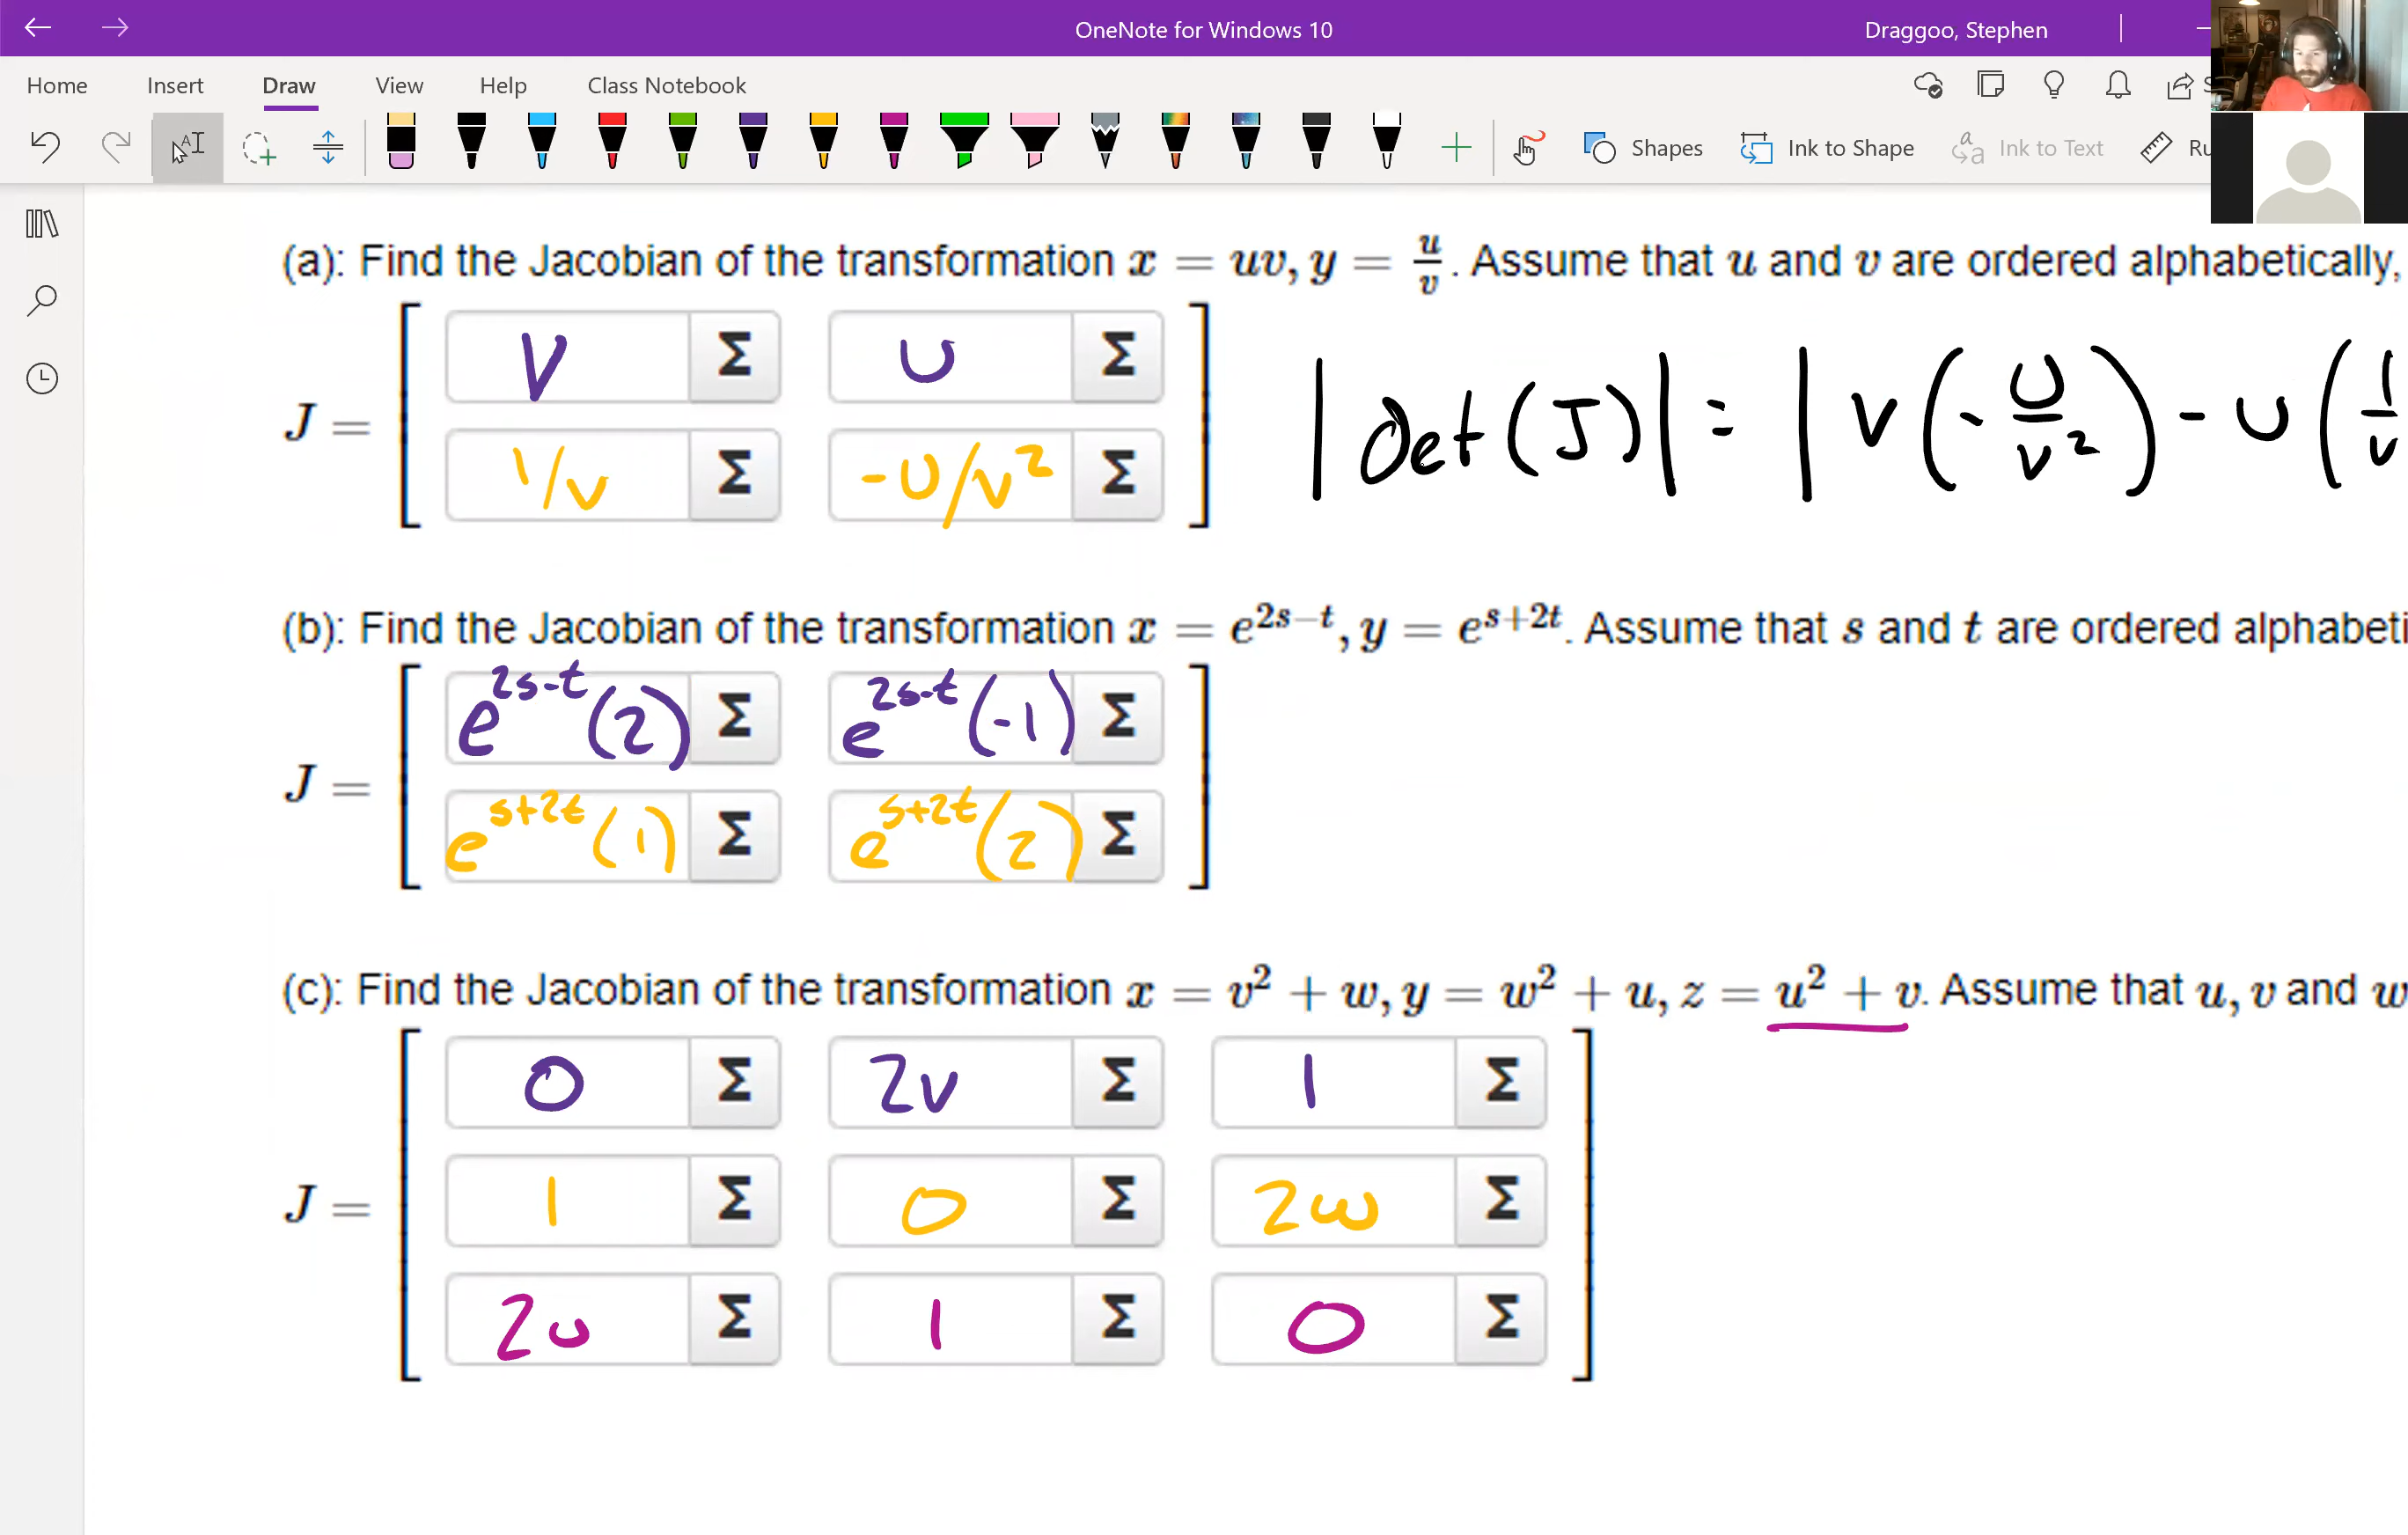 OneNote for Windows 10 Draggoo, Stephen
Home Insert Draw View Help Class Notebook
Shapes Ink to Shape Ink to Text Ru
(a): Find the Jacobian of the transformation x = uv, y = u/v. Assume that u and v are ordered alphabetically,
V Σ U Σ
J =
1/v Σ -U/v² Σ
|Det(J)| = |v(-U/v²) - U(1/v
(b): Find the Jacobian of the transformation x = e^{2s-t}, y = e^{s+2t}. Assume that s and t are ordered alphabeti
e^{2s-t}(2) Σ e^{2s-t}(-1) Σ
J =
e^{s+2t}(1) Σ e^{s+2t}(2) Σ
(c): Find the Jacobian of the transformation x = v² + w, y = w² + u, z = u² + v. Assume that u, v and w
0 Σ 2v Σ 1 Σ
J = 1 Σ 0 Σ 2w Σ
2u Σ 1 Σ 0 Σ